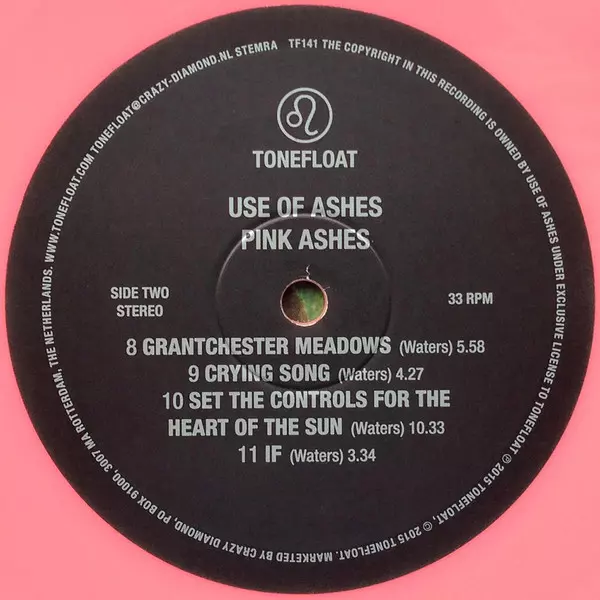 TONEFLOAT
USE OF ASHES
PINK ASHES
SIDE TWO
STEREO
33 RPM
8 GRANTCHESTER MEADOWS (Waters) 5.58
9 CRYING SONG (Waters) 4.27
10 SET THE CONTROLS FOR THE
HEART OF THE SUN (Waters) 10.33
11 IF (Waters) 3.34
TF141 THE COPYRIGHT IN THIS RECORDING IS OWNED BY USE OF ASHES UNDER EXCLUSIVE LICENSE TO TONEFLOAT ℗ 2015 TONEFLOAT, © 2015 TONEFLOAT. MARKETED BY CRAZY DIAMOND, PO BOX 91000, 3007 MA ROTTERDAM, THE NETHERLANDS. WWW.TONEFLOAT.COM TONEFLOAT@CRAZY-DIAMOND.NL STEMRA